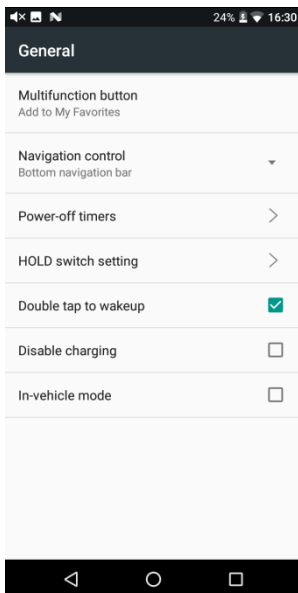 24% 16:30
General
Multifunction button
Add to My Favorites
Navigation control
Bottom navigation bar
Power-off timers
HOLD switch setting
Double tap to wakeup
Disable charging
In-vehicle mode